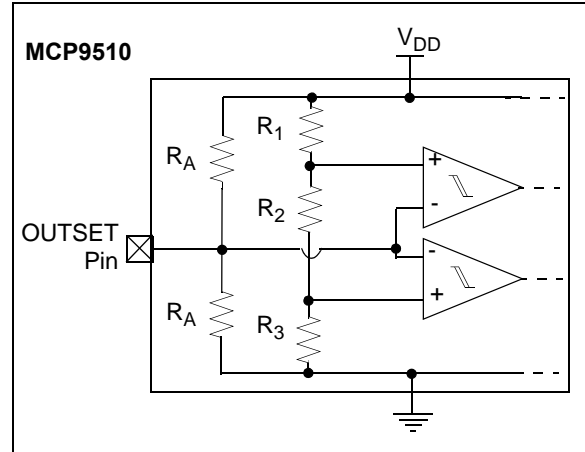 MCP9510
V_DD
R_1
R_A
+
-
R_2
OUTSET
Pin
-
+
R_A
R_3